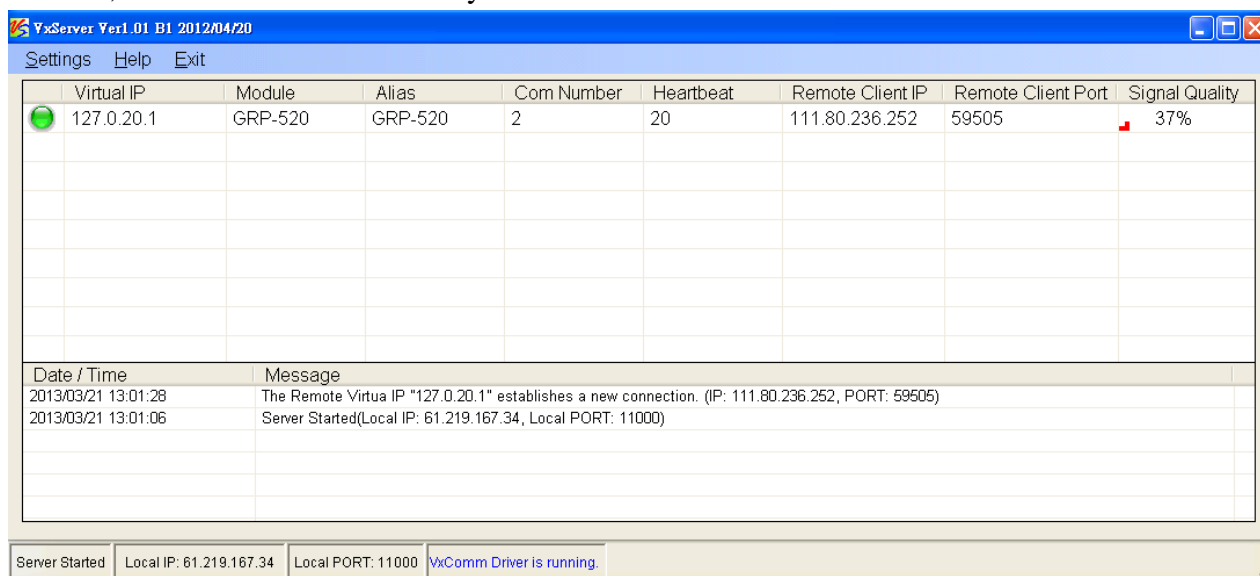 VxServer Ver1.01 B1 2012/04/20
Settings Help Exit
Virtual IP Module Alias Com Number Heartbeat Remote Client IP Remote Client Port Signal Quality
127.0.20.1 GRP-520 GRP-520 2 20 111.80.236.252 59505 37%
Date / Time Message
2013/03/21 13:01:28 The Remote Virtua IP "127.0.20.1" establishes a new connection. (IP: 111.80.236.252, PORT: 59505)
2013/03/21 13:01:06 Server Started(Local IP: 61.219.167.34, Local PORT: 11000)
Server Started Local IP: 61.219.167.34 Local PORT: 11000 VxComm Driver is running.